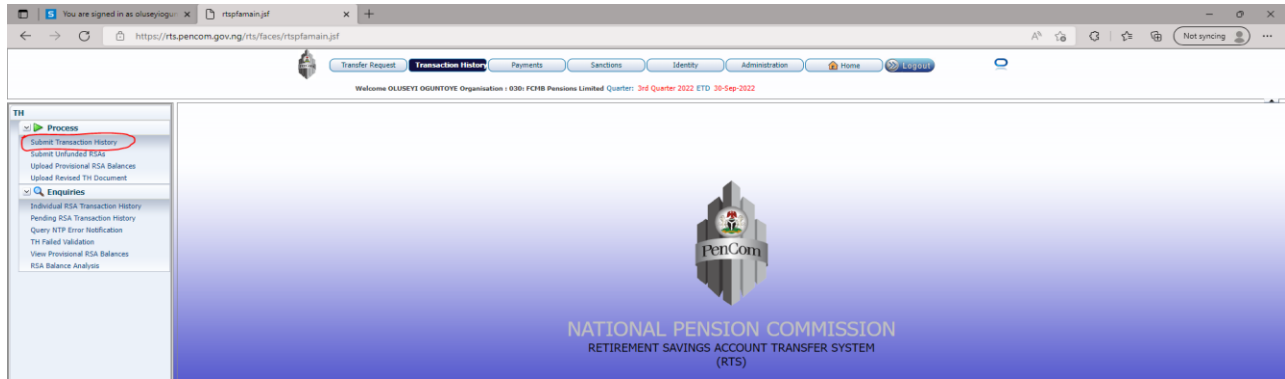 You are signed in as oluseyiogun
rtspfamain.jsf
https://rts.pencom.gov.ng/rts/faces/rtspfamain.jsf
Not syncing
Transfer Request Transaction History Payments Sanctions Identity Administration Home Logout
Welcome OLUSEYI OGUNTOYE Organisation : 030: FCMB Pensions Limited Quarter: 3rd Quarter 2022 ETD 30-Sep-2022
TH
Process
Submit Transaction History
Submit Unfunded RSAs
Upload Provisional RSA Balances
Upload Revised TH Document
Enquiries
Individual RSA Transaction History
Pending RSA Transaction History
Query NTP Error Notification
TH Failed Validation
View Provisional RSA Balances
RSA Balance Analysis
PenCom
NATIONAL PENSION COMMISSION
RETIREMENT SAVINGS ACCOUNT TRANSFER SYSTEM
(RTS)